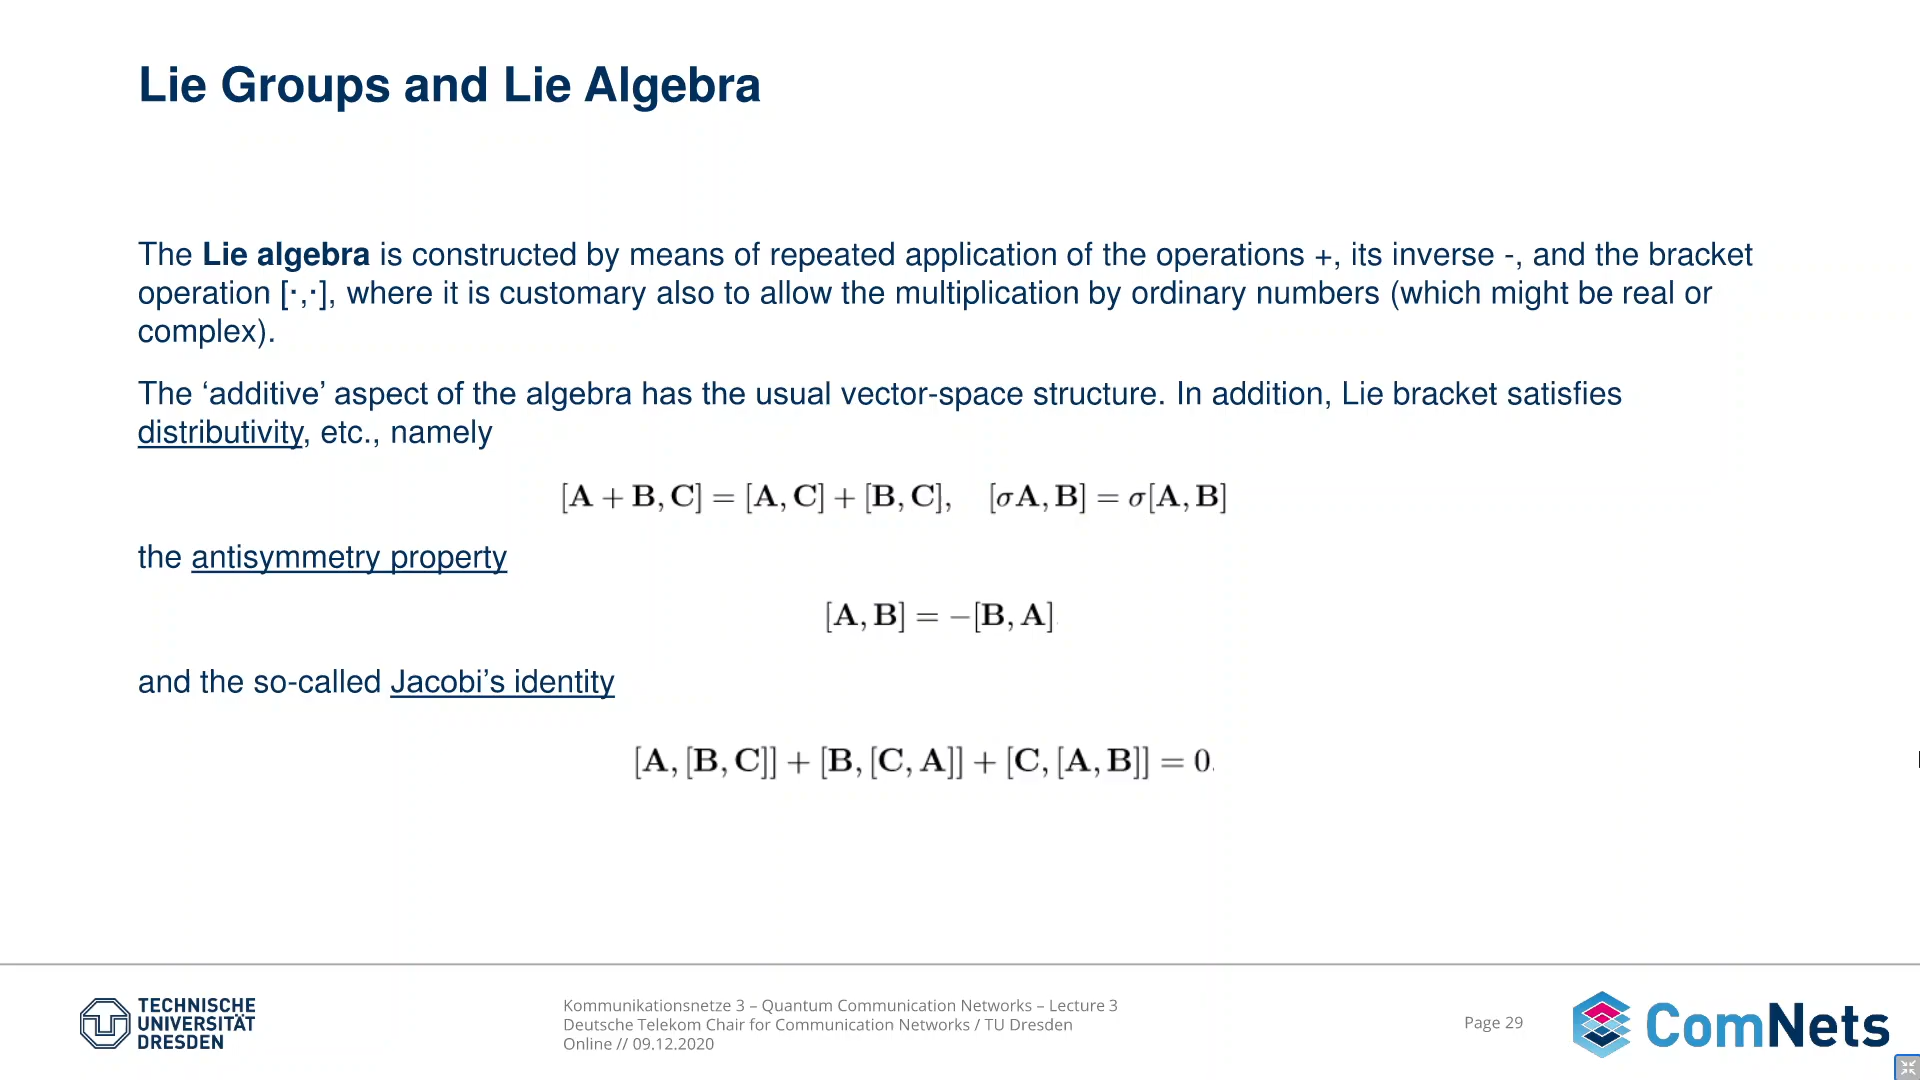 Lie Groups and Lie Algebra
The Lie algebra is constructed by means of repeated application of the operations +, its inverse -, and the bracket
operation [·,·], where it is customary also to allow the multiplication by ordinary numbers (which might be real or
complex).
The ‘additive’ aspect of the algebra has the usual vector-space structure. In addition, Lie bracket satisfies
distributivity, etc., namely
[A + B, C] = [A, C] + [B, C], [σA, B] = σ[A, B]
the antisymmetry property
[A, B] = −[B, A]
and the so-called Jacobi’s identity
[A, [B, C]] + [B, [C, A]] + [C, [A, B]] = 0.
TECHNISCHE
UNIVERSITÄT
DRESDEN
Kommunikationsnetze 3 – Quantum Communication Networks – Lecture 3
Deutsche Telekom Chair for Communication Networks / TU Dresden
Online // 09.12.2020
Page 29
ComNets